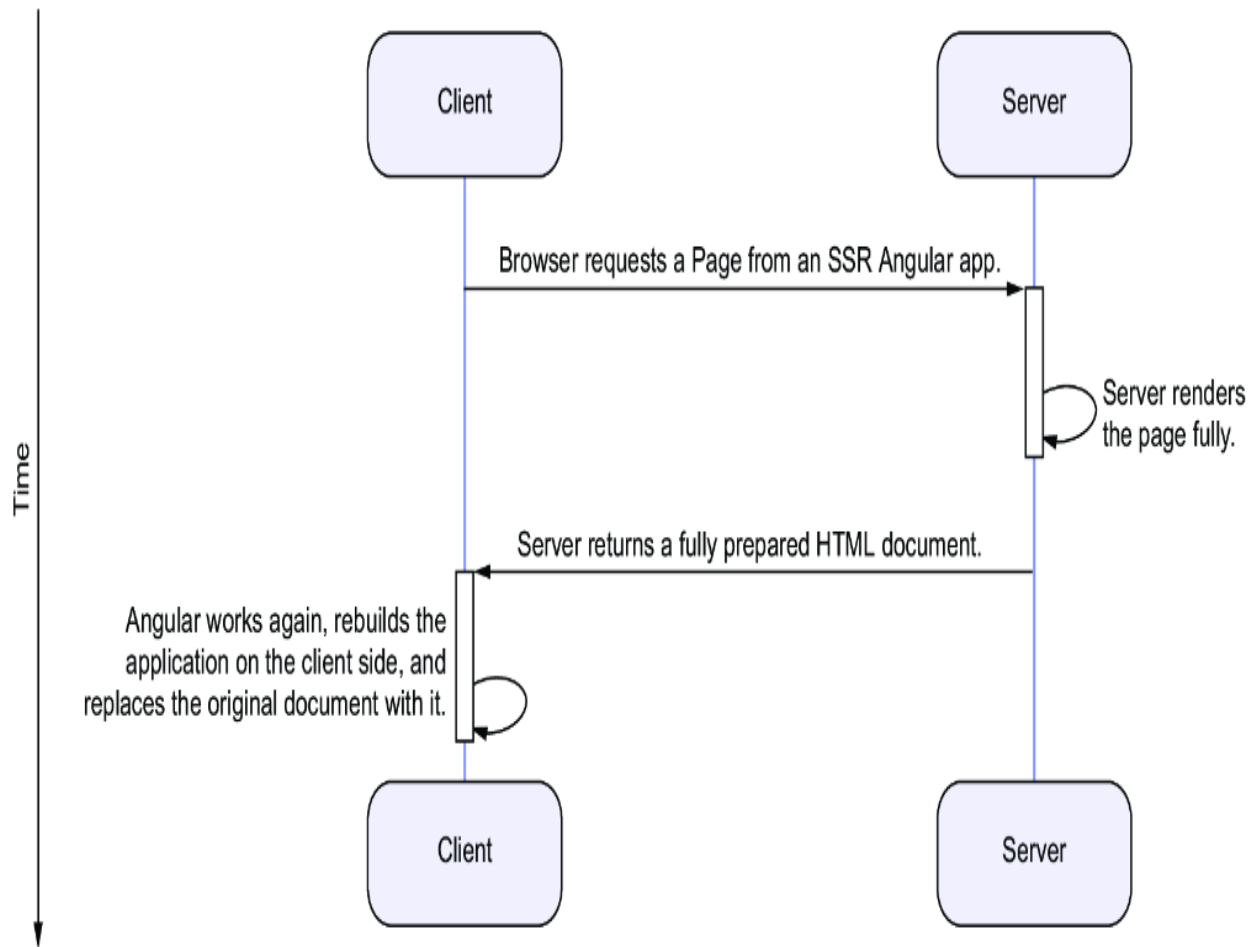 Client
Server
Browser requests a Page from an SSR Angular app.
Server renders
the page fully.
Time
Server returns a fully prepared HTML document.
Angular works again, rebuilds the
application on the client side, and
replaces the original document with it.
Client
Server